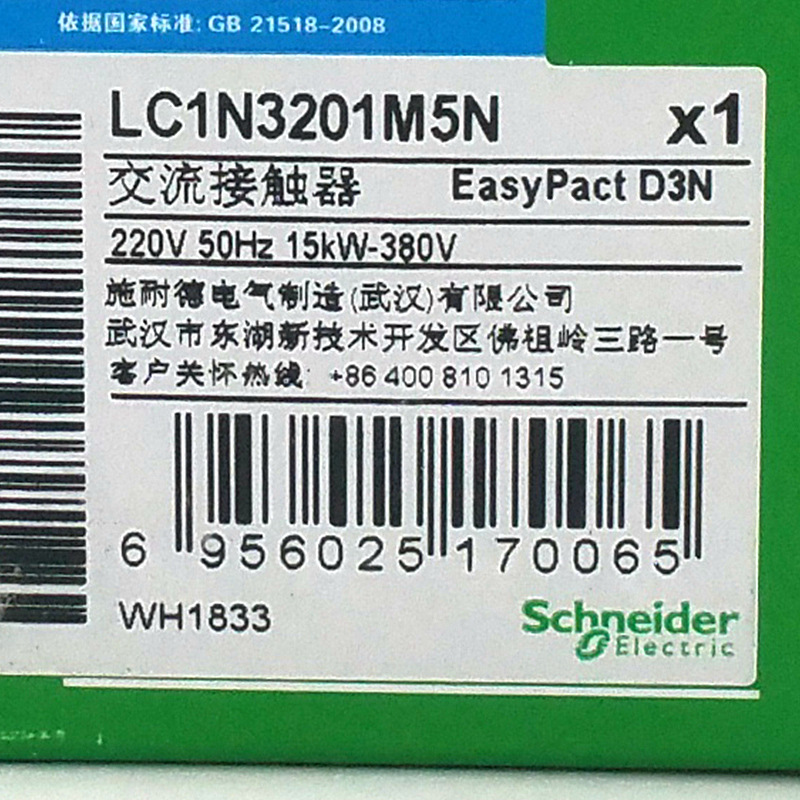 依据国家标准: GB 21518-2008
LC1N3201M5N x1
交流接触器 EasyPact D3N
220V 50Hz 15kW-380V
施耐德电气制造(武汉)有限公司
武汉市东湖新技术开发区佛祖岭三路一号
客户关怀热线: +86 400 810 1315
6 956025 170065
WH1833
Schneider
Electric